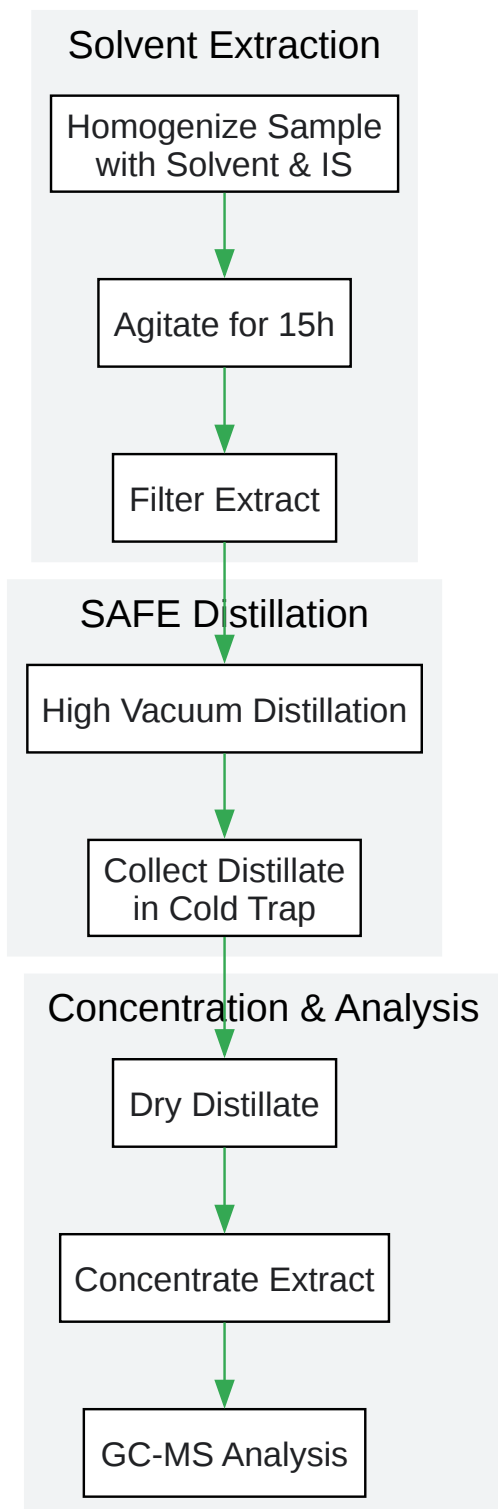 Solvent Extraction
Homogenize Sample
with Solvent & IS
Agitate for 15h
Filter Extract
SAFE Distillation
High Vacuum Distillation
Collect Distillate
in Cold Trap
Concentration & Analysis
Dry Distillate
Concentrate Extract
GC-MS Analysis